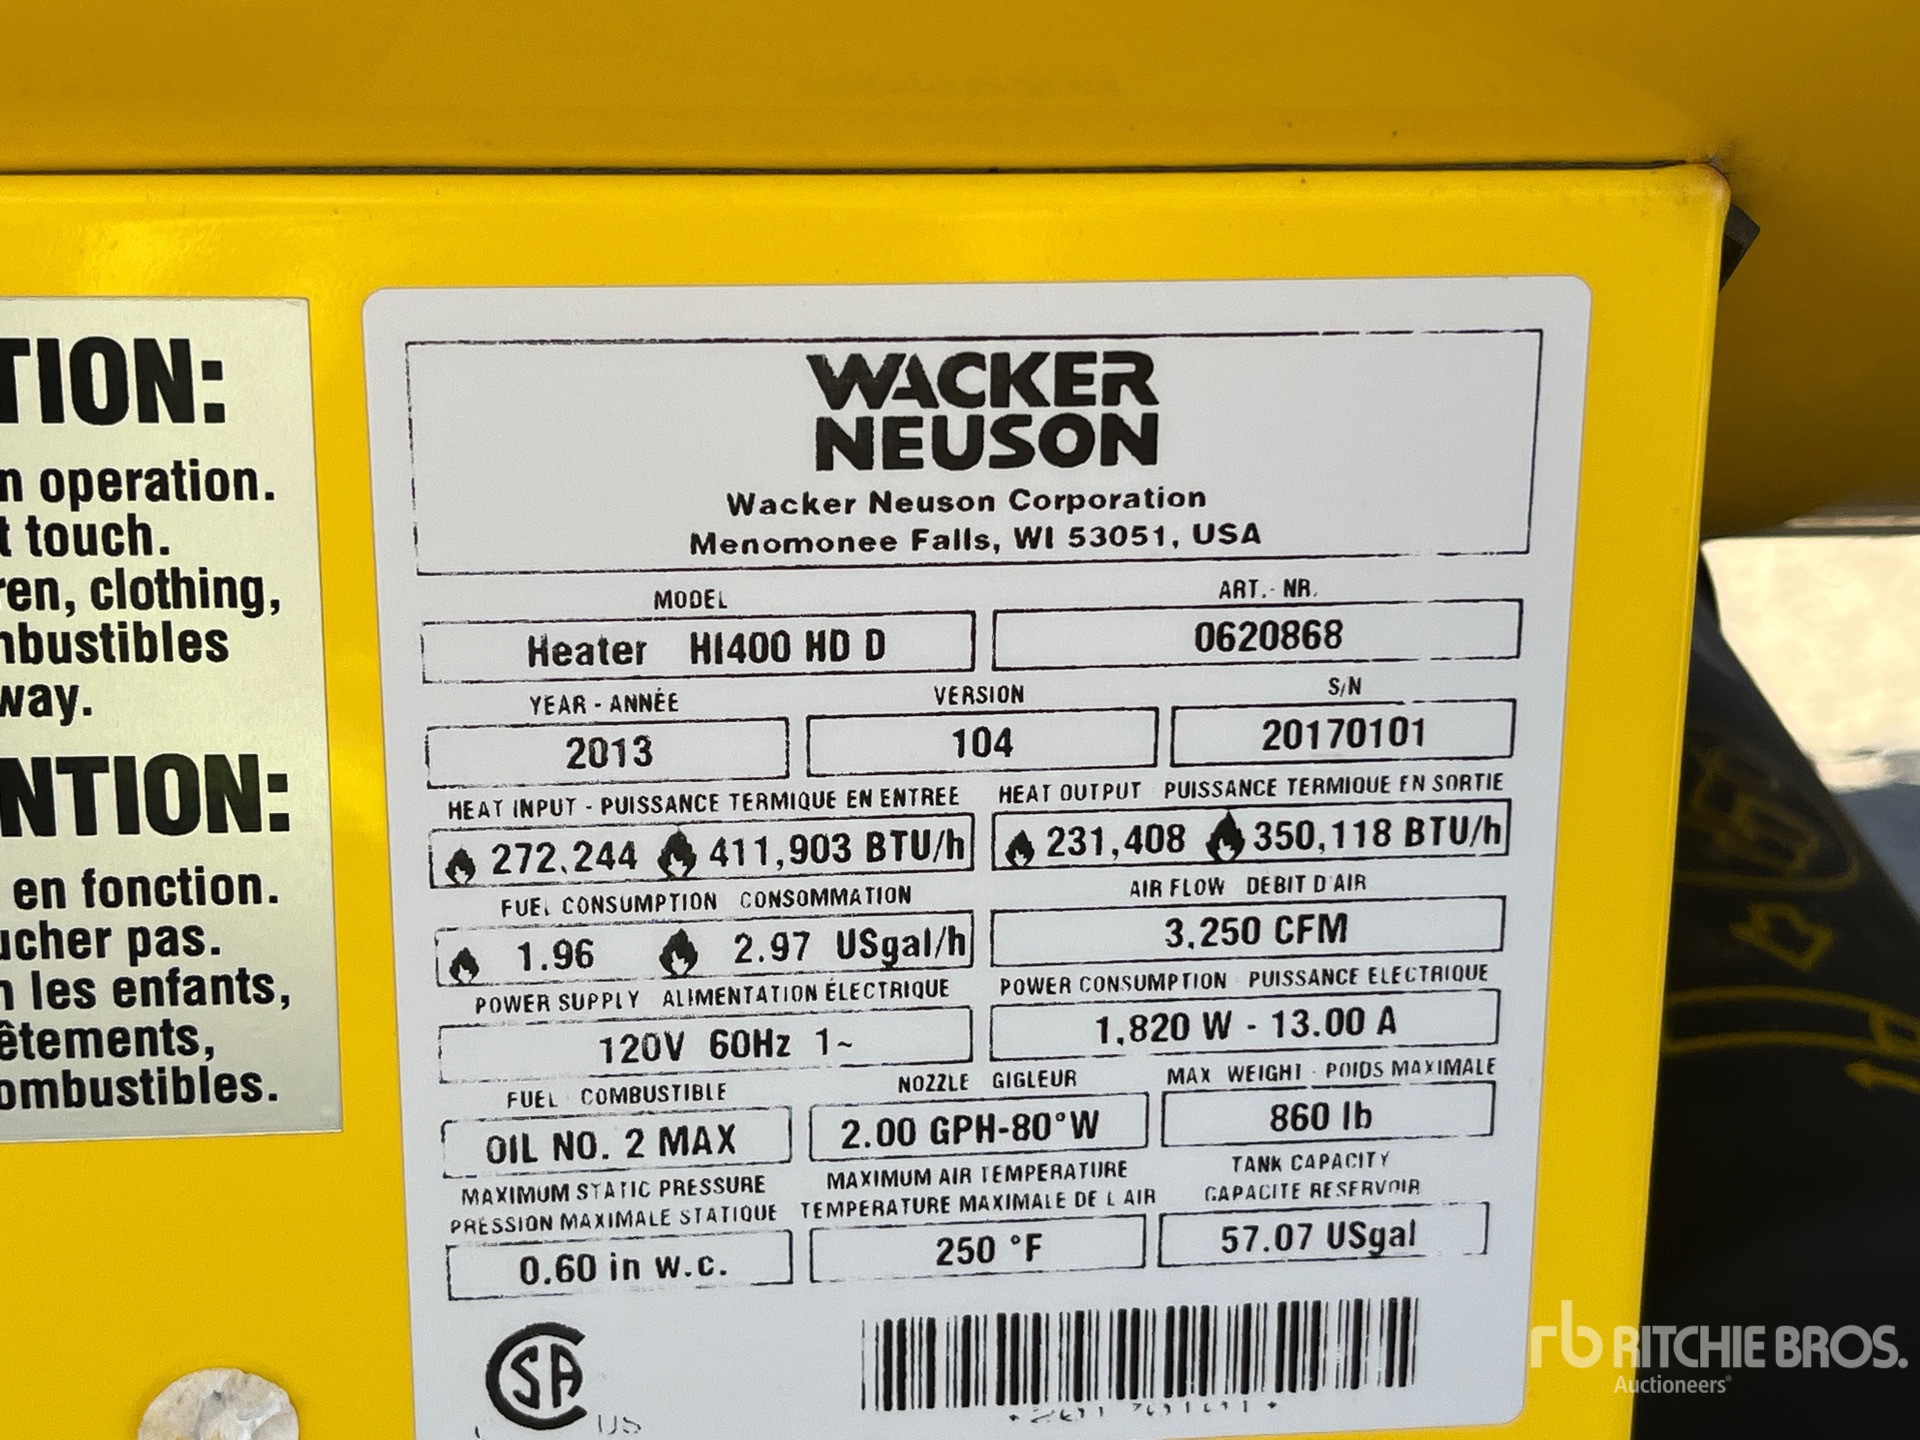 TION:
n operation.
t touch.
ren, clothing,
mbustibles
way.
NTION:
en fonction.
ucher pas.
n les enfants,
êtements,
ombustibles.
WACKER
NEUSON
Wacker Neuson Corporation
Menomonee Falls, WI 53051, USA
MODEL ART.- NR.
Heater HI400 HD D 0620868
YEAR - ANNÉE VERSION S/N
2013 104 20170101
HEAT INPUT - PUISSANCE TERMIQUE EN ENTREE HEAT OUTPUT PUISSANCE TERMIQUE EN SORTIE
272,244 411,903 BTU/h 231,408 350,118 BTU/h
FUEL CONSUMPTION CONSOMMATION AIR FLOW DEBIT D'AIR
1.96 2.97 USgal/h 3,250 CFM
POWER SUPPLY ALIMENTATION ÉLECTRIQUE POWER CONSUMPTION PUISSANCE ELECTRIQUE
120V 60Hz 1~ 1,820 W - 13.00 A
FUEL COMBUSTIBLE NOZZLE GIGLEUR MAX WEIGHT - POIDS MAXIMALE
OIL NO. 2 MAX 2.00 GPH-80°W 860 lb
MAXIMUM STATIC PRESSURE MAXIMUM AIR TEMPERATURE TANK CAPACITY
PRESSION MAXIMALE STATIQUE TEMPERATURE MAXIMALE DE L AIR CAPACITE RESERVOIR
0.60 in w.c. 250 °F 57.07 USgal
CSA
US
rb RITCHIE BROS.
Auctioneers®